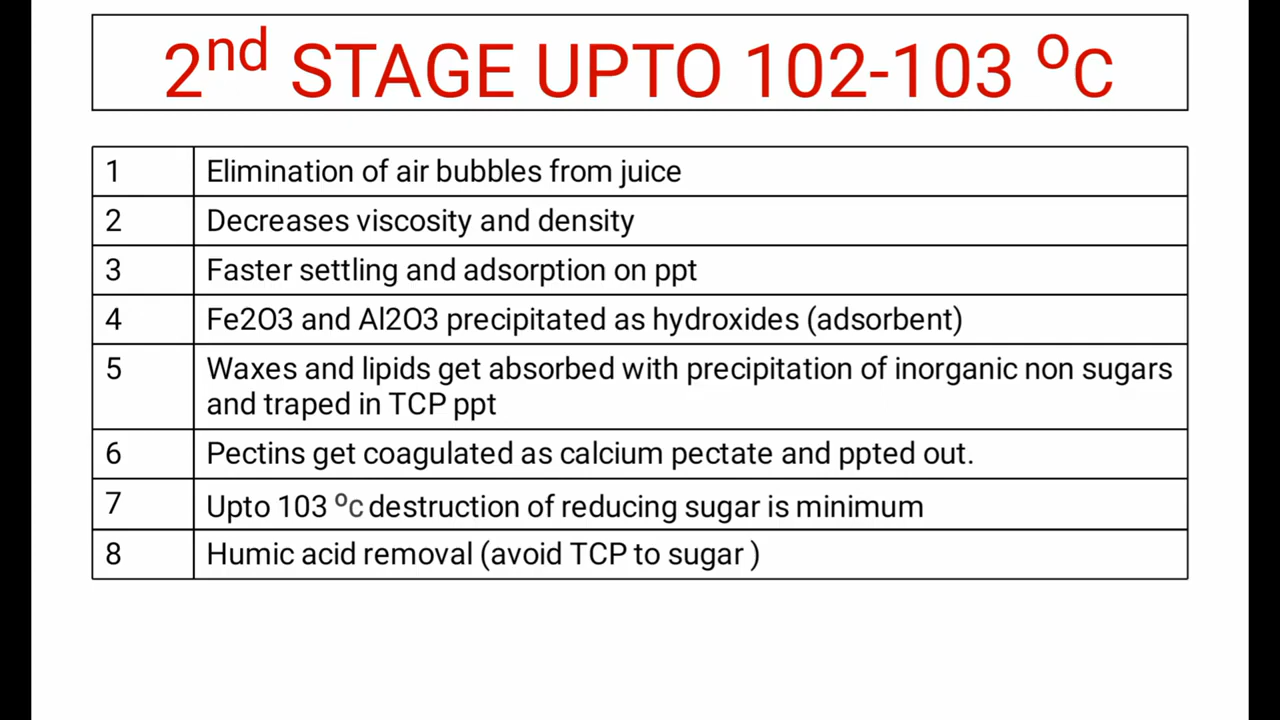 2nd STAGE UPTO 102-103 ºC
1 Elimination of air bubbles from juice
2 Decreases viscosity and density
3 Faster settling and adsorption on ppt
4 Fe2O3 and Al2O3 precipitated as hydroxides (adsorbent)
5 Waxes and lipids get absorbed with precipitation of inorganic non sugars
and traped in TCP ppt
6 Pectins get coagulated as calcium pectate and ppted out.
7 Upto 103 ºC destruction of reducing sugar is minimum
8 Humic acid removal (avoid TCP to sugar )